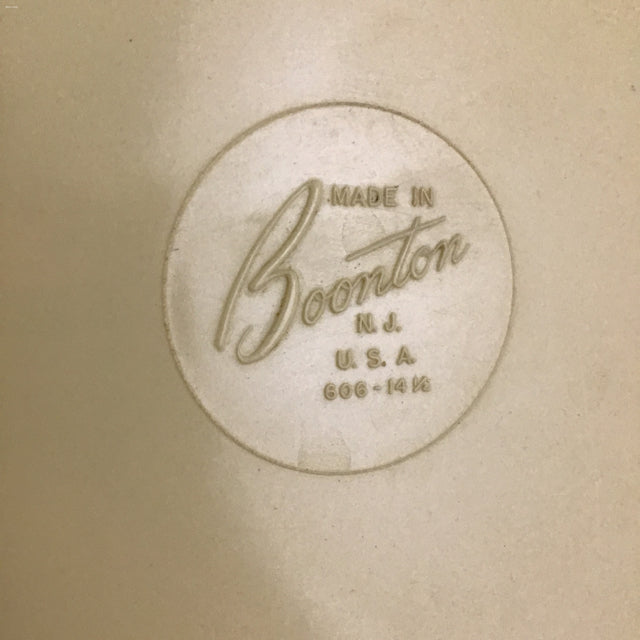 MADE IN
Boonton
N.J.
U.S.A.
606-14½